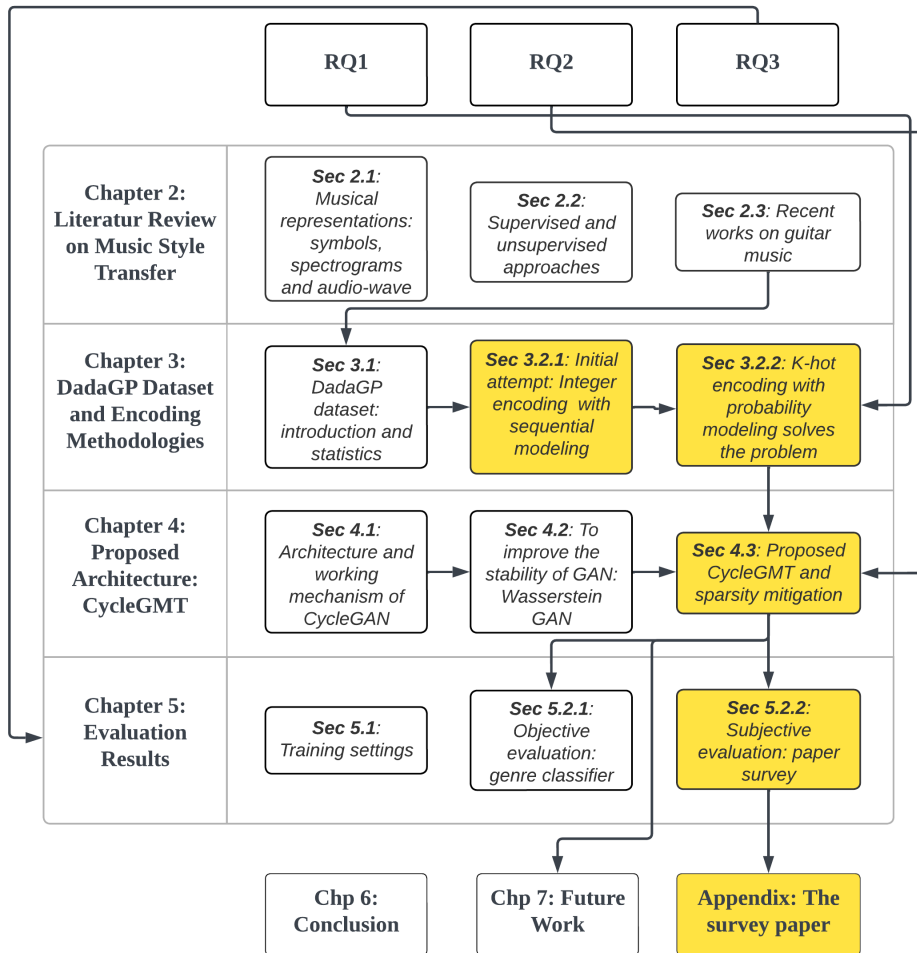 RQ1
RQ2
RQ3
Chapter 2:
Literatur Review
on Music Style
Transfer
Sec 2.1:
Musical
representations:
symbols,
spectrograms
and audio-wave
Sec 2.2:
Supervised and
unsupervised
approaches
Sec 2.3: Recent
works on guitar
music
Chapter 3:
DadaGP Dataset
and Encoding
Methodologies
Sec 3.1:
DadaGP
dataset:
introduction and
statistics
Sec 3.2.1: Initial
attempt: Integer
encoding with
sequential
modeling
Sec 3.2.2: K-hot
encoding with
probability
modeling solves
the problem
Chapter 4:
Proposed
Architecture:
CycleGMT
Sec 4.1:
Architecture and
working
mechanism of
CycleGAN
Sec 4.2: To
improve the
stability of GAN:
Wasserstein
GAN
Sec 4.3: Proposed
CycleGMT and
sparsity mitigation
Chapter 5:
Evaluation
Results
Sec 5.1:
Training settings
Sec 5.2.1:
Objective
evaluation:
genre classifier
Sec 5.2.2:
Subjective
evaluation: paper
survey
Chp 6:
Conclusion
Chp 7: Future
Work
Appendix: The
survey paper